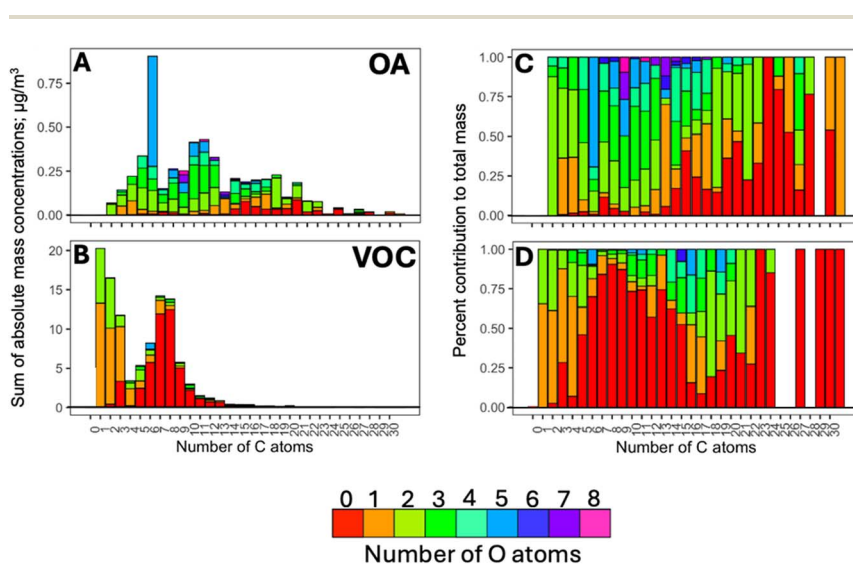 A
OA
0.75
0.50
0.25
0.00
B
VOC
20
15
10
5
0
Sum of absolute mass concentrations; µg/m³
0 1 2 3 4 5 6 7 8 9 10 11 12 13 14 15 16 17 18 19 20 21 22 23 24 25 26 27 28 29 30
Number of C atoms
C
1.00
0.75
0.50
0.25
0.00
D
1.00
0.75
0.50
0.25
0.00
Percent contribution to total mass
0 1 2 3 4 5 6 7 8 9 10 11 12 13 14 15 16 17 18 19 20 21 22 23 24 25 26 27 28 29 30
Number of C atoms
0 1 2 3 4 5 6 7 8
Number of O atoms